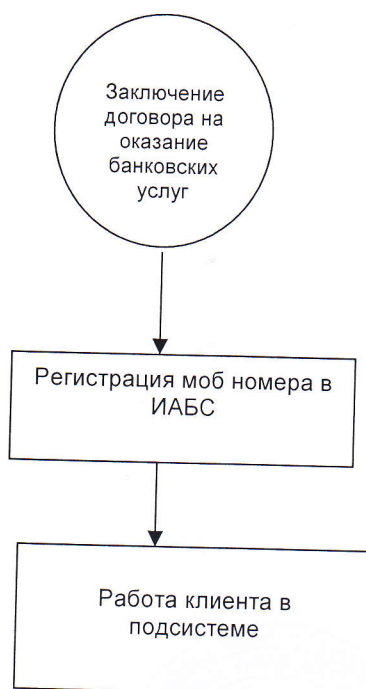 Заключение
договора на
оказание
банковских
услуг
Регистрация моб номера в
ИАБС
Работа клиента в
подсистеме